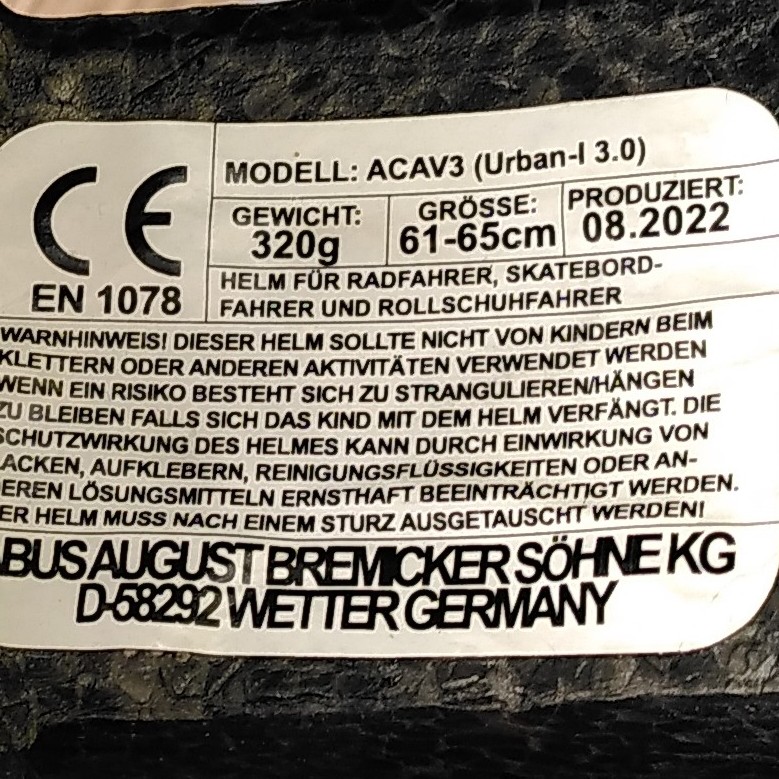 CE
EN 1078
MODELL: ACAV3 (Urban-I 3.0)
GEWICHT:
320g
GRÖSSE:
61-65cm
PRODUZIERT:
08.2022
HELM FÜR RADFAHRER, SKATEBORD-
FAHRER UND ROLLSCHUHFAHRER
WARNHINWEIS! DIESER HELM SOLLTE NICHT VON KINDERN BEIM
KLETTERN ODER ANDEREN AKTIVITÄTEN VERWENDET WERDEN
WENN EIN RISIKO BESTEHT SICH ZU STRANGULIEREN/HÄNGEN
ZU BLEIBEN FALLS SICH DAS KIND MIT DEM HELM VERFÄNGT. DIE
SCHUTZWIRKUNG DES HELMES KANN DURCH EINWIRKUNG VON
ACKEN, AUFKLEBERN, REINIGUNGSFLÜSSIGKEITEN ODER AN-
EREN LÖSUNGSMITTELN ERNSTHAFT BEEINTRÄCHTIGT WERDEN.
ER HELM MUSS NACH EINEM STURZ AUSGETAUSCHT WERDEN!
ABUS AUGUST BREMICKER SÖHNE KG
D-58292 WETTER GERMANY